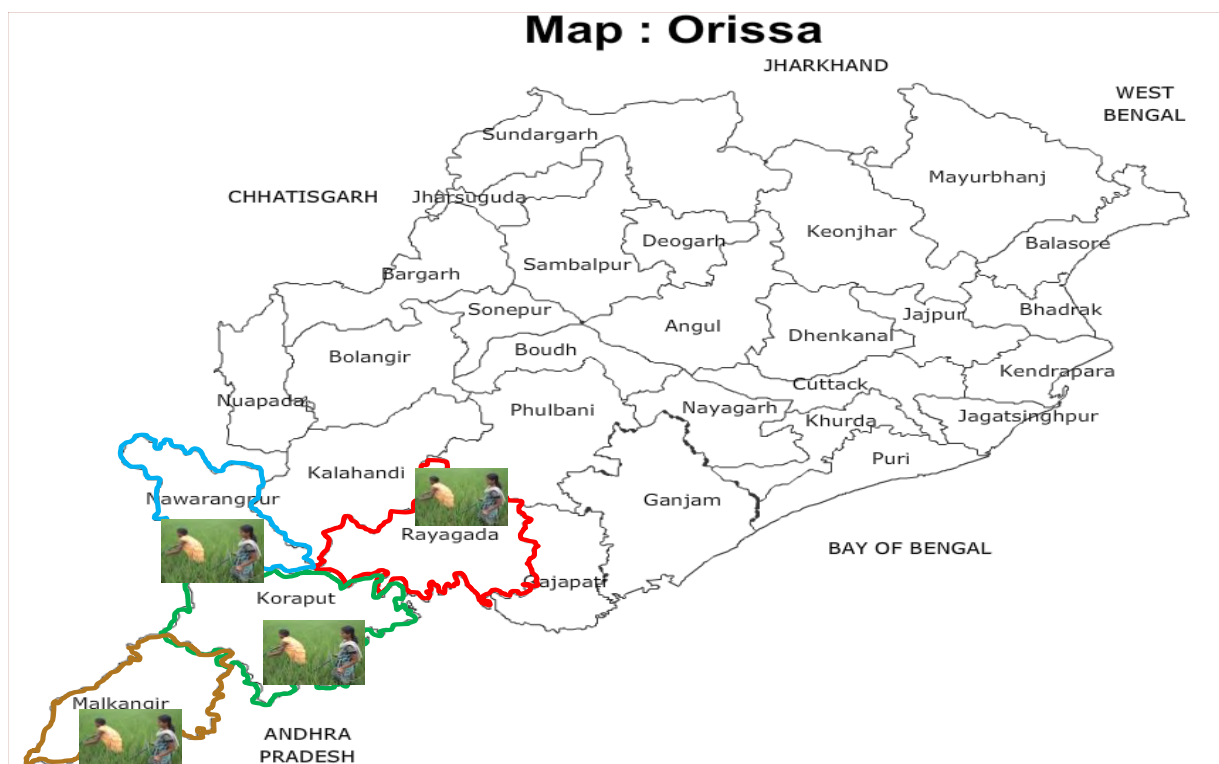 Map : Orissa
JHARKHAND
WEST
BENGAL
Sundargarh
Mayurbhanj
CHHATISGARH
Jharsuguda
Keonjhar
Deogarh
Balasore
Sambalpur
Bargarh
Sonepur
Angul
Dhenkanal
Jajpur
Bhadrak
Bolangir
Boudh
Kendrapara
Cuttack
Nuapada
Phulbani
Nayagarh
Khurda
Jagatsinghpur
Puri
Kalahandi
Nawarangpur
Ganjam
Rayagada
BAY OF BENGAL
Gajapati
Koraput
Malkangir
ANDHRA
PRADESH